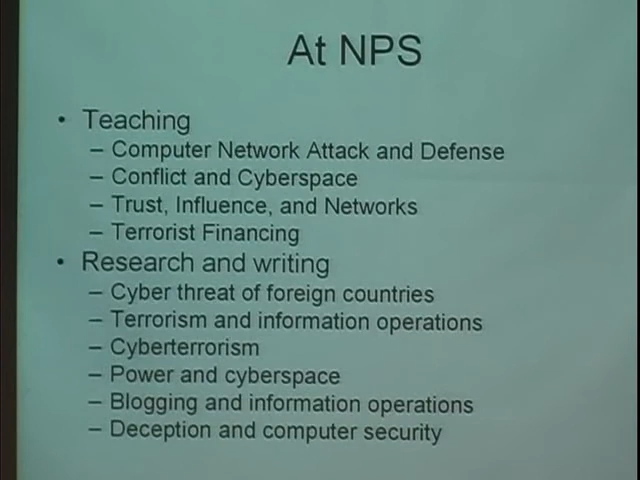 At NPS
• Teaching
– Computer Network Attack and Defense
– Conflict and Cyberspace
– Trust, Influence, and Networks
– Terrorist Financing
• Research and writing
– Cyber threat of foreign countries
– Terrorism and information operations
– Cyberterrorism
– Power and cyberspace
– Blogging and information operations
– Deception and computer security